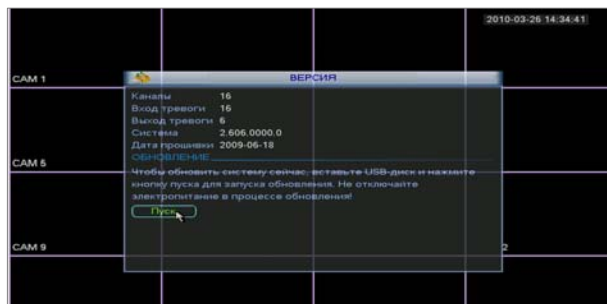 2010-03-26 14:34:41
CAM 1
ВЕРСИЯ
Каналы 16
Вход тревоги 16
Выход тревоги 6
Система 2.606.0000.0
Дата прошивки 2009-06-18
ОБНОВЛЕНИЕ
CAM 5
Чтобы обновить систему сейчас, вставьте USB-диск и нажмите
кнопку пуска для запуска обновления. Не отключайте
электропитание в процессе обновления!
Пуск
CAM 9
2